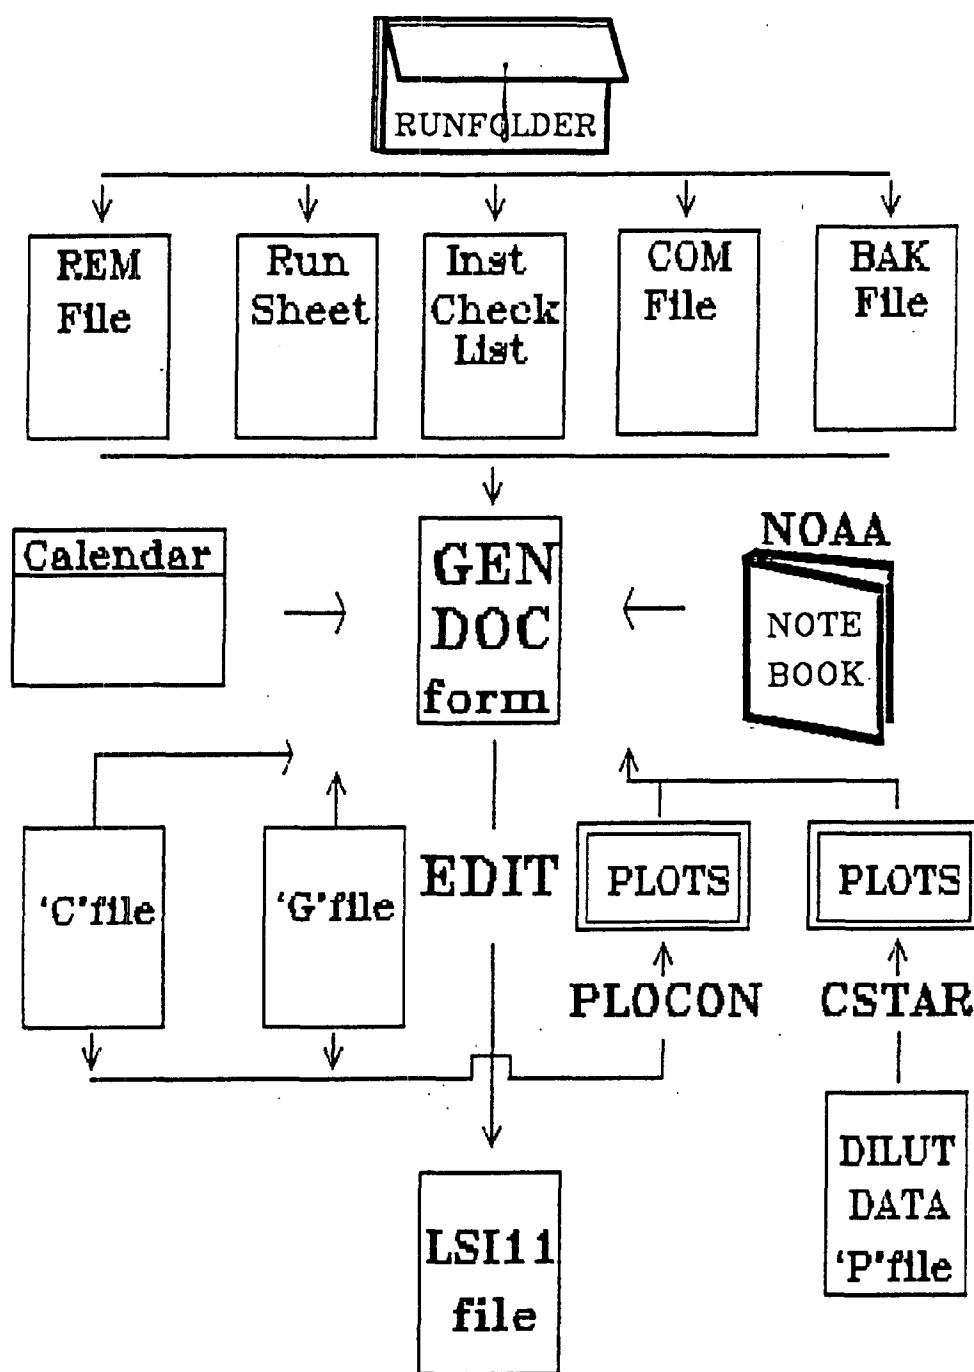 RUNFOLDER
REM
File
Run
Sheet
Inst
Check
List
COM
File
BAK
File
Calendar
GEN
DOC
form
NOAA
NOTE
BOOK
'C'file
'G'file
EDIT
PLOTS
PLOTS
PLOCON
CSTAR
DILUT
DATA
'P'file
LSI11
file